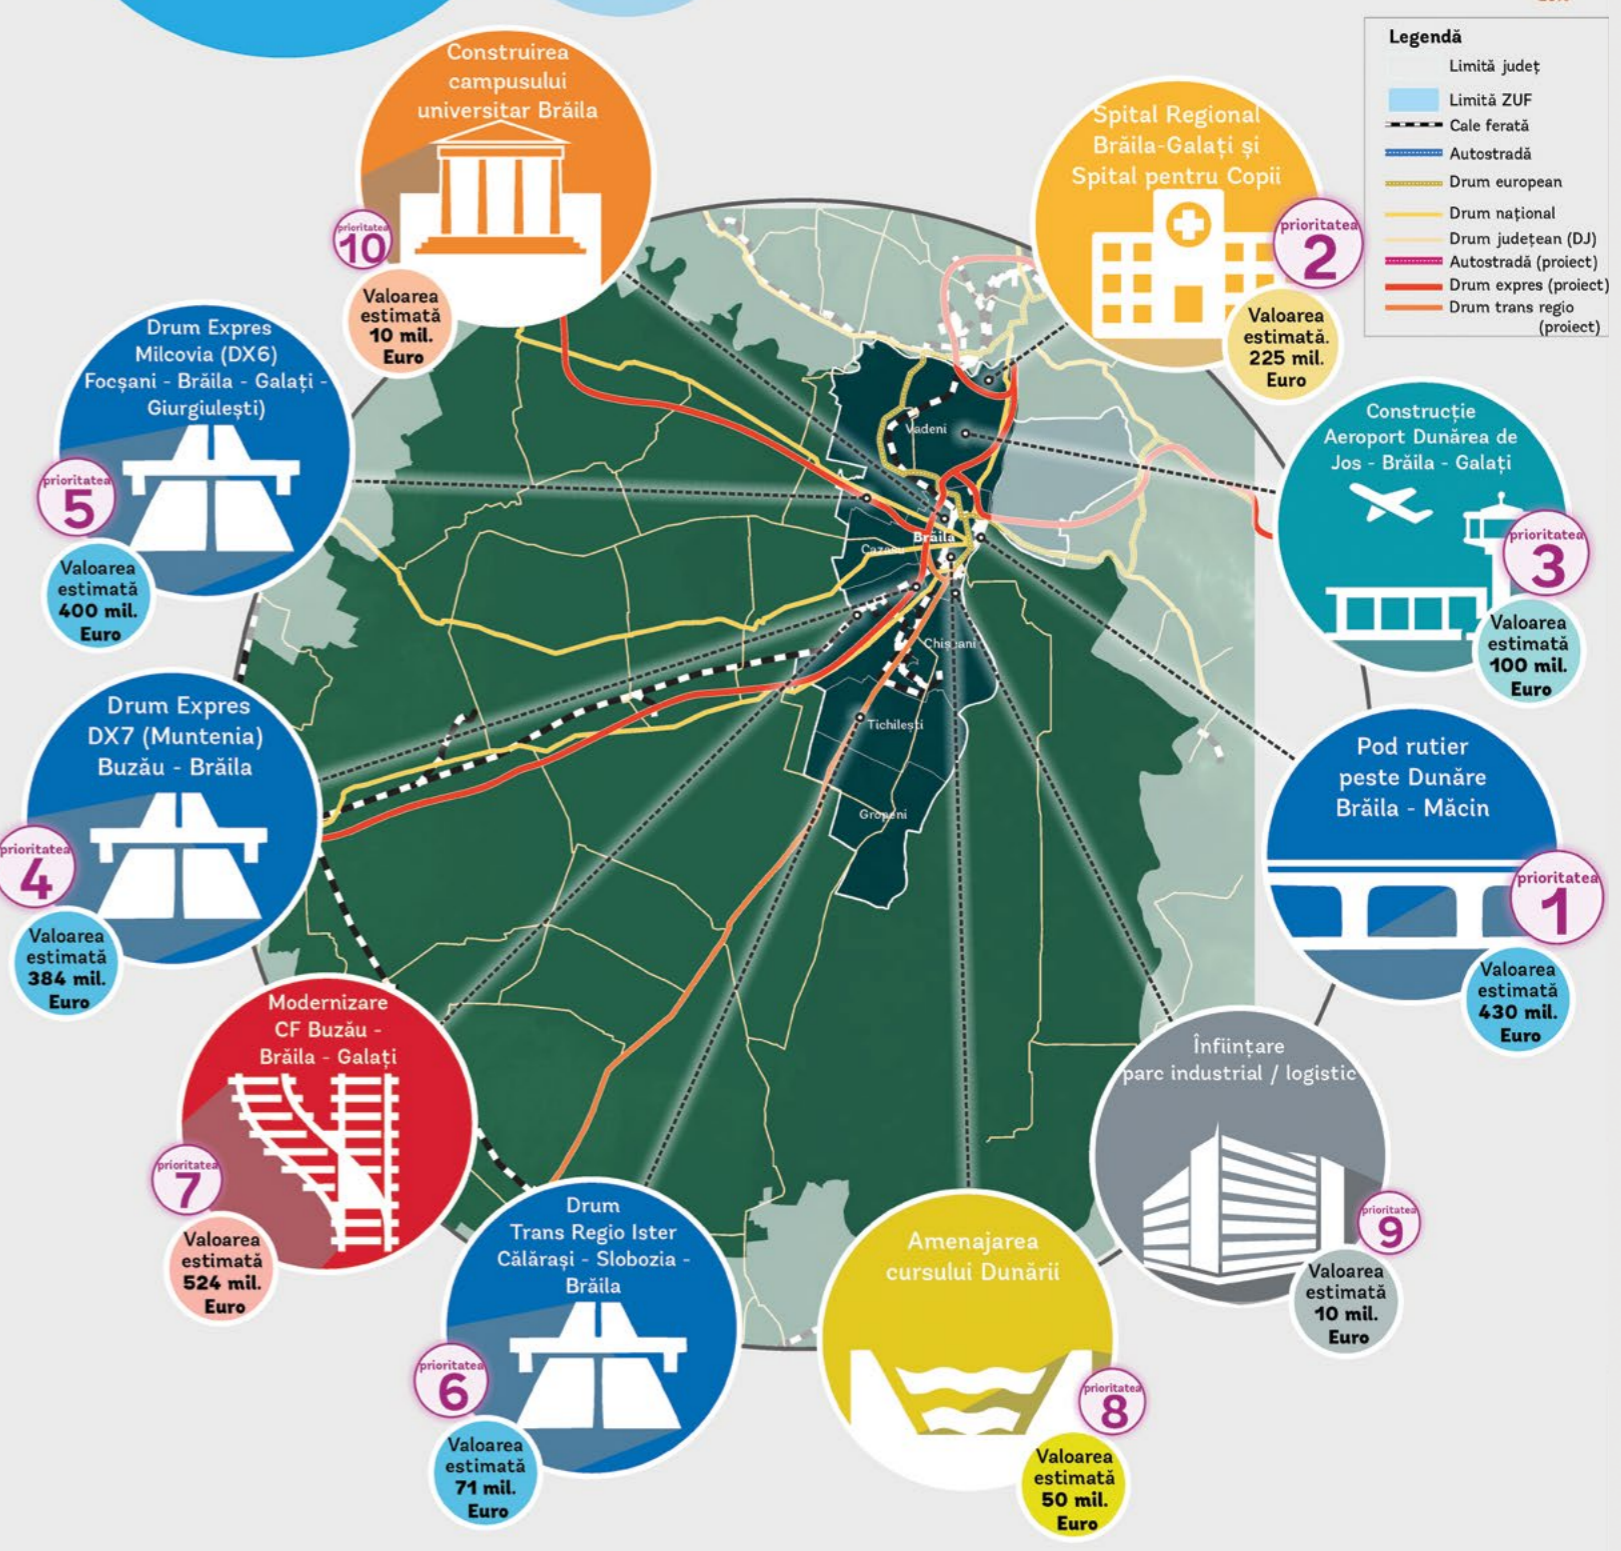 Legendă
Limită județ
Limită ZUF
Cale ferată
Autostradă
Drum european
Drum național
Drum județean (DJ)
Autostradă (proiect)
Drum expres (proiect)
Drum trans regio
(proiect)
Construirea
campusului
universitar Brăila
prioritatea
10
Valoarea
estimată
10 mil.
Euro
Spital Regional
Brăila-Galați și
Spital pentru Copii
prioritatea
2
Valoarea
estimată.
225 mil.
Euro
Drum Expres
Milcovia (DX6)
Focșani - Brăila - Galați -
Giurgiulești)
prioritatea
5
Valoarea
estimată
400 mil.
Euro
Construcție
Aeroport Dunărea de
Jos - Brăila - Galați
prioritatea
3
Valoarea
estimată
100 mil.
Euro
Vadeni
Brăila
Cazasu
Chiscani
Tichilești
Gropeni
Drum Expres
DX7 (Muntenia)
Buzău - Brăila
prioritatea
4
Valoarea
estimată
384 mil.
Euro
Pod rutier
peste Dunăre
Brăila - Măcin
prioritatea
1
Valoarea
estimată
430 mil.
Euro
Modernizare
CF Buzău -
Brăila - Galați
prioritatea
7
Valoarea
estimată
524 mil.
Euro
Înființare
parc industrial / logistic
prioritatea
9
Valoarea
estimată
10 mil.
Euro
Drum
Trans Regio Ister
Călărași - Slobozia -
Brăila
prioritatea
6
Valoarea
estimată
71 mil.
Euro
Amenajarea
cursului Dunării
prioritatea
8
Valoarea
estimată
50 mil.
Euro